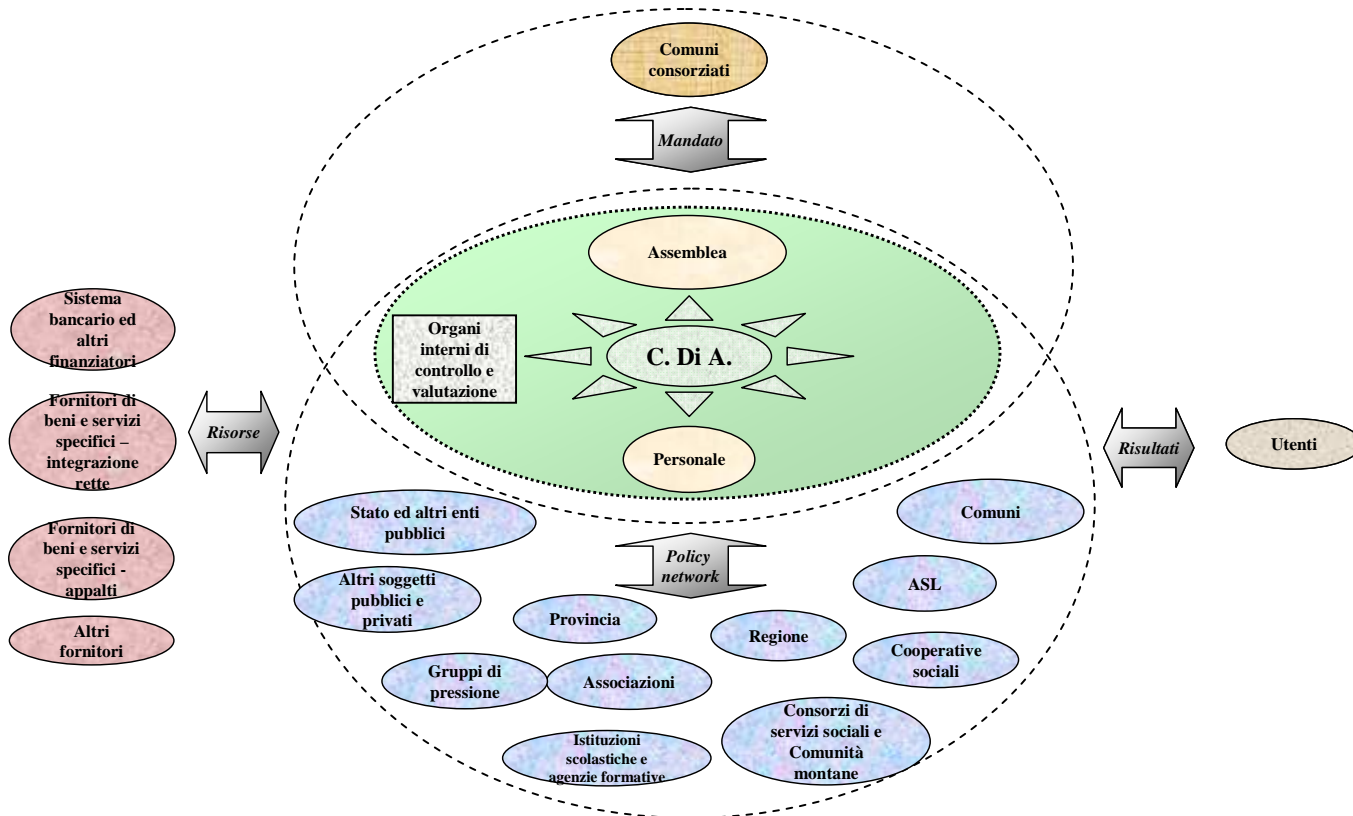 Comuni
consorziati
Mandato
Assemblea
Organi
interni di
controllo e
valutazione
C. Di A.
Personale
Sistema
bancario ed
altri
finanziatori
Fornitori di
beni e servizi
specifici –
integrazione
rette
Fornitori di
beni e servizi
specifici -
appalti
Altri
fornitori
Risorse
Risultati
Utenti
Stato ed altri enti
pubblici
Comuni
Policy
network
Altri soggetti
pubblici e
privati
ASL
Provincia
Regione
Cooperative
sociali
Gruppi di
pressione
Associazioni
Consorzi di
servizi sociali e
Comunità
montane
Istituzioni
scolastiche e
agenzie formative